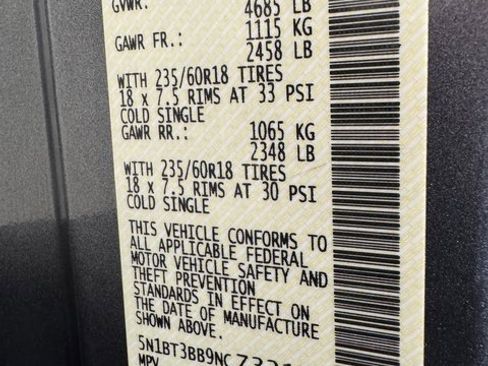 GVWR: 4685 LB
1115 KG
GAWR FR.: 2458 LB
WITH 235/60R18 TIRES
18 x 7.5 RIMS AT 33 PSI
COLD SINGLE
GAWR RR.: 1065 KG
2348 LB
WITH 235/60R18 TIRES
18 x 7.5 RIMS AT 30 PSI
COLD SINGLE
THIS VEHICLE CONFORMS TO
ALL APPLICABLE FEDERAL
MOTOR VEHICLE SAFETY AND
THEFT PREVENTION
STANDARDS IN EFFECT ON
THE DATE OF MANUFACTURE
SHOWN ABOVE.
MPV